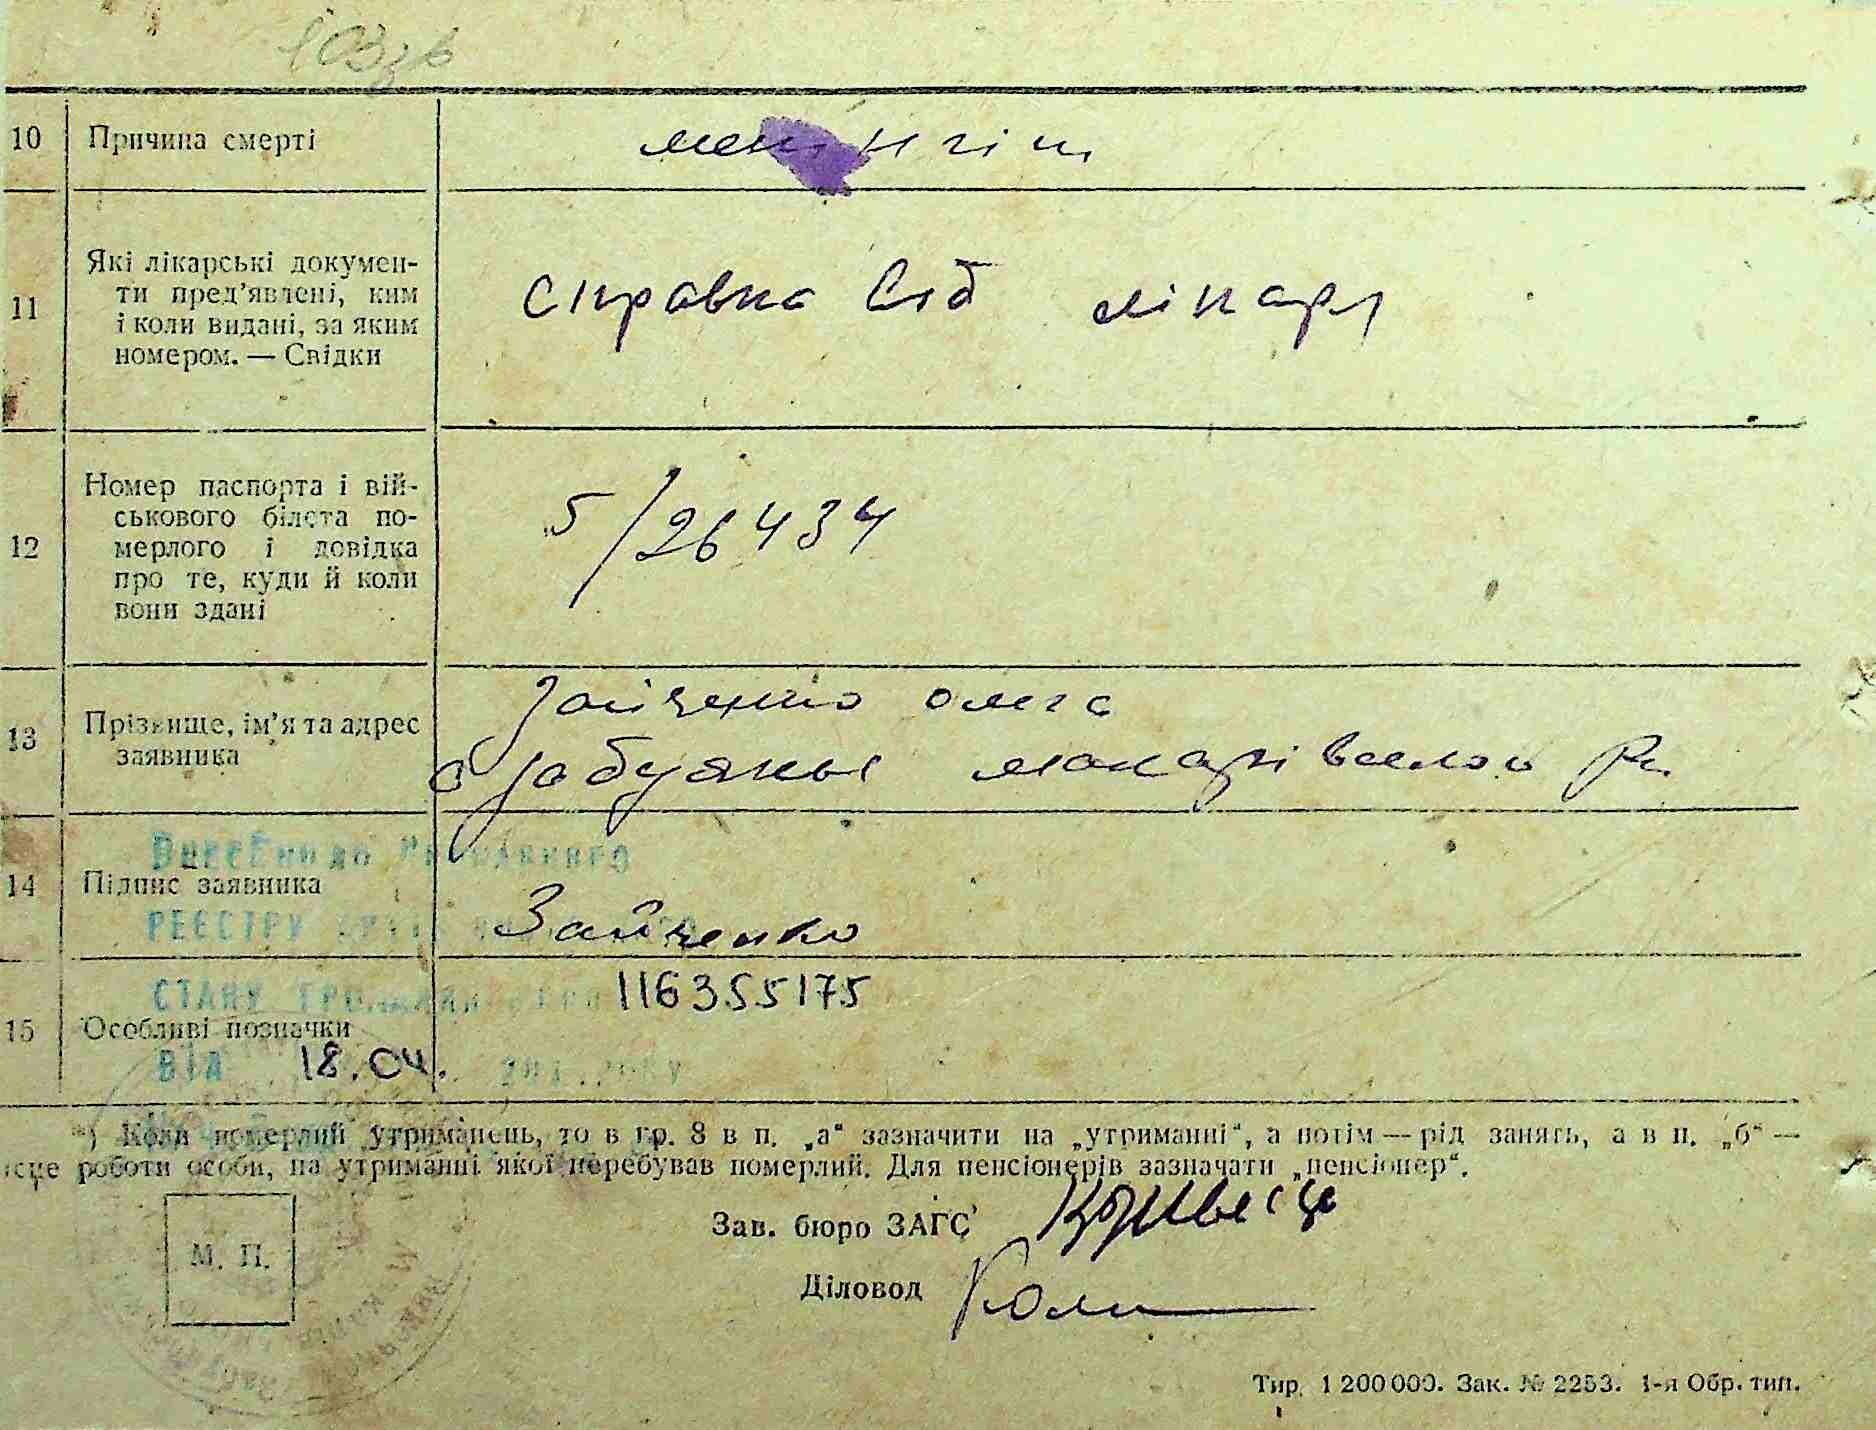 10 Причина смерті менінгіт
11 Які лікарські докумен-
ти пред'явлені, ким
і коли видані, за яким
номером. — Свідки
справка від лікаря
12 Номер паспорта і вій-
ськового білета по-
мерлого і довідка
про те, куди й коли
вони здані
5/26434
13 Прізвище, ім'я та адрес
заявника
Зайченко Олега
с Забуяння Макарівського
14 Підпис заявника
Зайченко
РЕЄСТРУ
СТАНУ ГРОМАДЯН
116355175
15 Особливі позначки
ВІД 18.04.
*) Коли померлий утриманець, то в гр. 8 в п. „а“ зазначити на „утриманні“, а потім — рід занять, а в п. „б“ —
місце роботи особи, на утриманні якої перебував померлий. Для пенсіонерів зазначати „пенсіонер“.
М. П.
Зав. бюро ЗАГС
Діловод
Тир. 1 200 000. Зак. № 2253. 1-я Обр. тип.